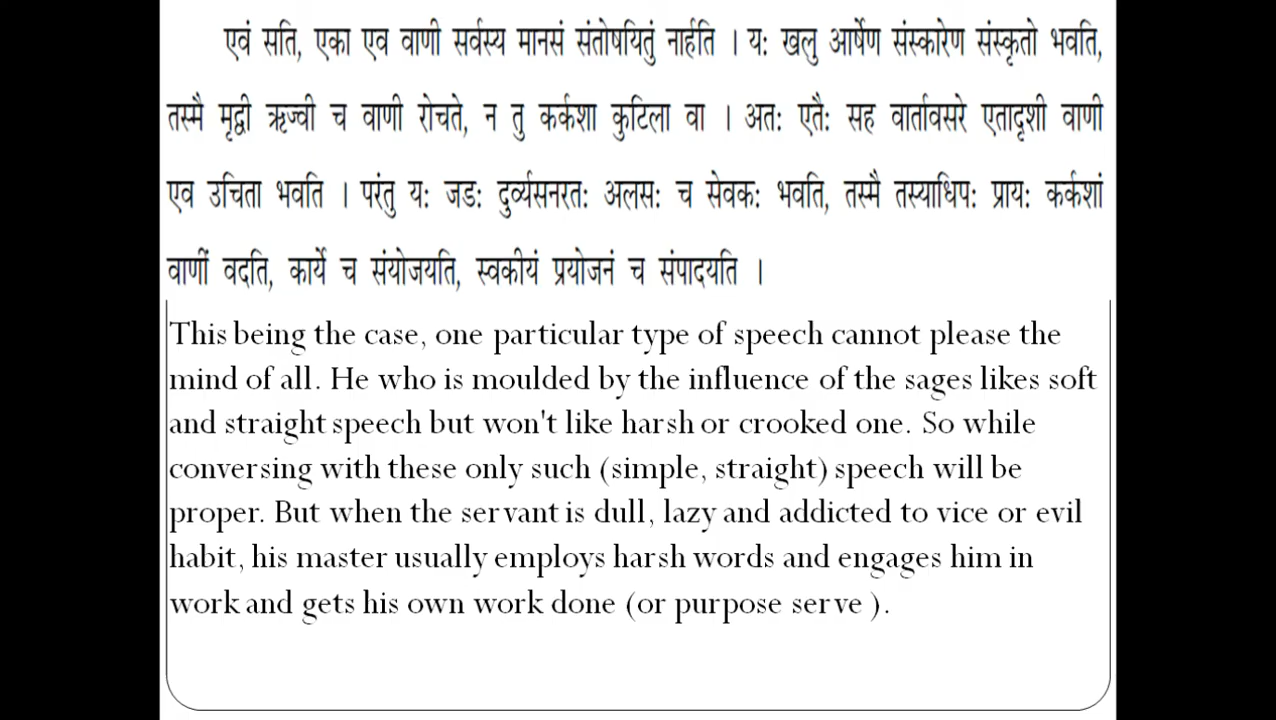 एवं सति, एका एव वाणी सर्वस्य मानसं संतोषयितुं नार्हति । यः खलु आर्षेण संस्कारेण संस्कृतो भवति,
तस्मै मृद्वी ऋज्वी च वाणी रोचते, न तु कर्कशा कुटिला वा । अतः एतैः सह वार्तावसरे एतादृशी वाणी
एव उचिता भवति । परंतु यः जडः दुर्व्यसनरतः अलसः च सेवकः भवति, तस्मै तस्याधिपः प्रायः कर्कशां
वाणीं वदति, कार्ये च संयोजयति, स्वकीयं प्रयोजनं च संपादयति ।
This being the case, one particular type of speech cannot please the
mind of all. He who is moulded by the influence of the sages likes soft
and straight speech but won't like harsh or crooked one. So while
conversing with these only such (simple, straight) speech will be
proper. But when the servant is dull, lazy and addicted to vice or evil
habit, his master usually employs harsh words and engages him in
work and gets his own work done (or purpose serve ).